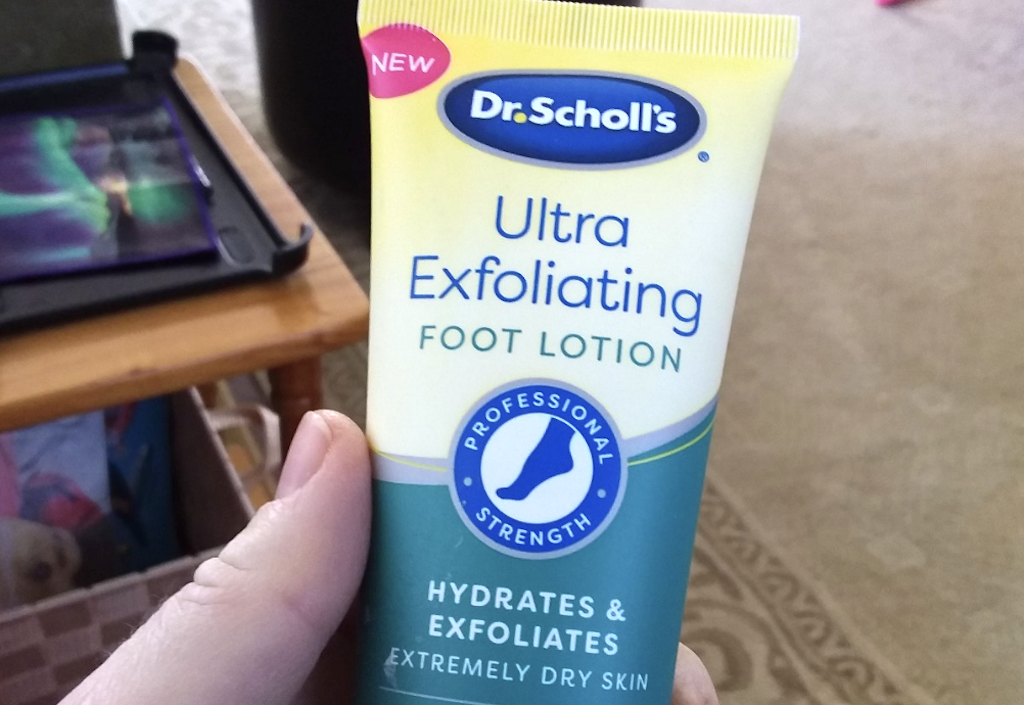 NEW
Dr.Scholl's®
Ultra
Exfoliating
FOOT LOTION
PROFESSIONAL
STRENGTH
HYDRATES &
EXFOLIATES
EXTREMELY DRY SKIN